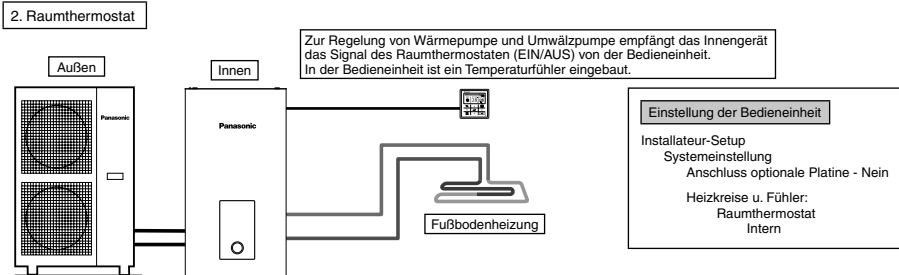 2. Raumthermostat
Zur Regelung von Wärmepumpe und Umwälzpumpe empfängt das Innengerät
das Signal des Raumthermostaten (EIN/AUS) von der Bedieneinheit.
In der Bedieneinheit ist ein Temperaturfühler eingebaut.
Außen
Innen
Panasonic
Panasonic
Fußbodenheizung
Einstellung der Bedieneinheit
Installateur-Setup
Systemeinstellung
Anschluss optionale Platine - Nein
Heizkreise u. Fühler:
Raumthermostat
Intern